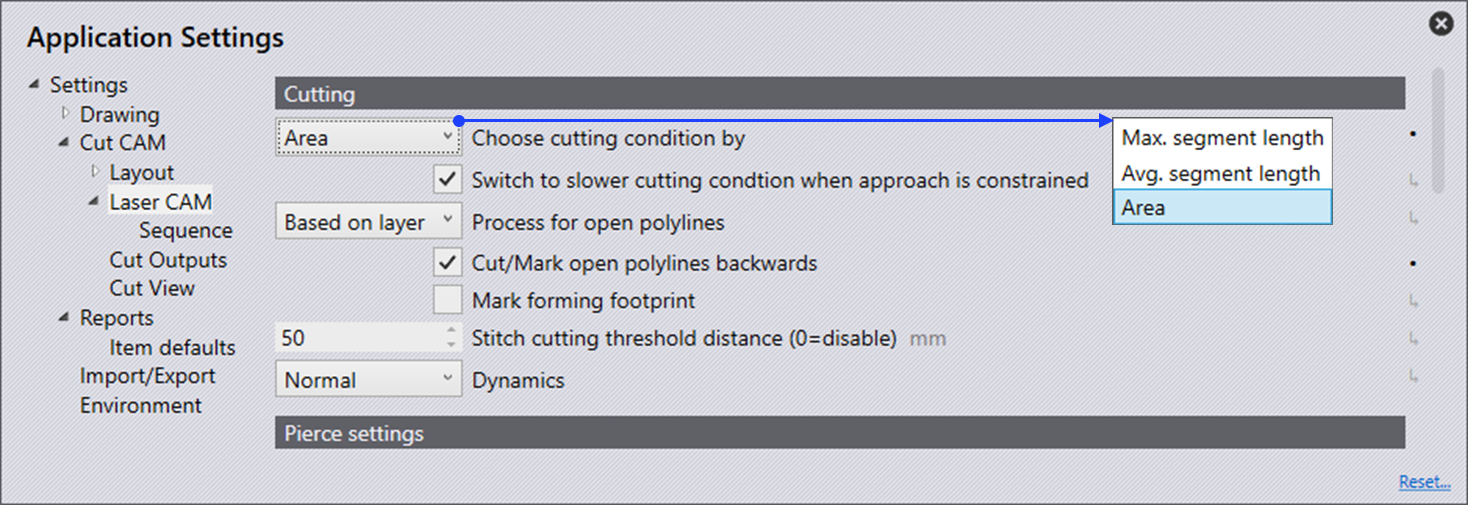 Application Settings
Settings
Drawing
Cut CAM
Layout
Laser CAM
Sequence
Cut Outputs
Cut View
Reports
Item defaults
Import/Export
Environment
Cutting
Area Choose cutting condition by
Switch to slower cutting condtion when approach is constrained
Based on layer Process for open polylines
Cut/Mark open polylines backwards
Mark forming footprint
50 Stitch cutting threshold distance (0=disable) mm
Normal Dynamics
Pierce settings
Max. segment length
Avg. segment length
Area
Reset...